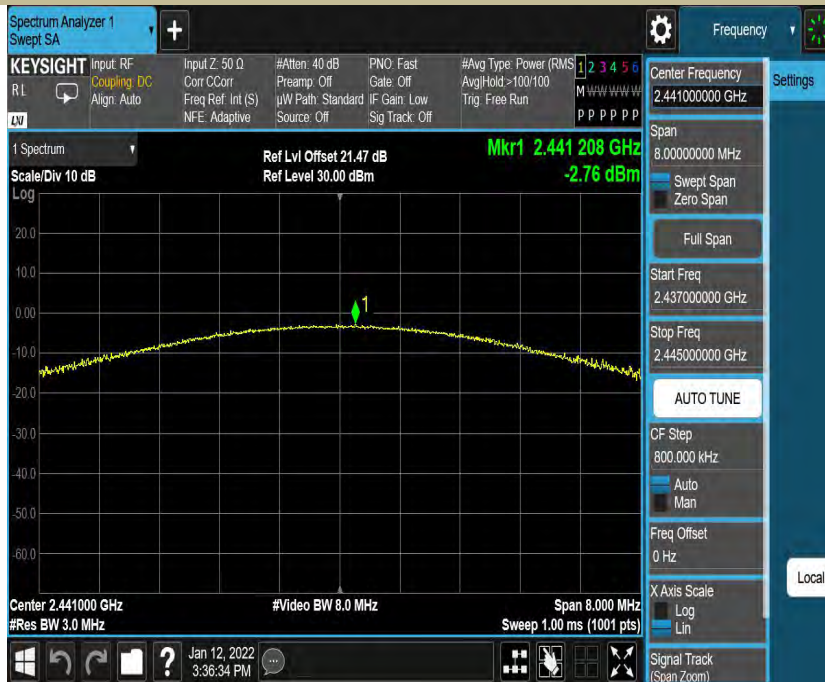 Spectrum Analyzer 1
Swept SA
+
Frequency
KEYSIGHT
R L
LXI
Input: RF
Coupling: DC
Align: Auto
Input Z: 50 Ω
Corr CCorr
Freq Ref: Int (S)
NFE: Adaptive
#Atten: 40 dB
Preamp: Off
µW Path: Standard
Source: Off
PNO: Fast
Gate: Off
IF Gain: Low
Sig Track: Off
#Avg Type: Power (RMS
Avg|Hold:>100/100
Trig: Free Run
1 2 3 4 5 6
M W W W W W
P P P P P P
1 Spectrum
Scale/Div 10 dB
Log
Ref Lvl Offset 21.47 dB
Ref Level 30.00 dBm
Mkr1 2.441 208 GHz
-2.76 dBm
20.0
10.0
0.00
-10.0
-20.0
-30.0
-40.0
-50.0
-60.0
1
Center 2.441000 GHz
#Res BW 3.0 MHz
#Video BW 8.0 MHz
Span 8.000 MHz
Sweep 1.00 ms (1001 pts)
?
Jan 12, 2022
3:36:34 PM
Center Frequency
2.441000000 GHz
Span
8.00000000 MHz
Swept Span
Zero Span
Full Span
Start Freq
2.437000000 GHz
Stop Freq
2.445000000 GHz
AUTO TUNE
CF Step
800.000 kHz
Auto
Man
Freq Offset
0 Hz
X Axis Scale
Log
Lin
Signal Track
(Span Zoom)
Settings
Local